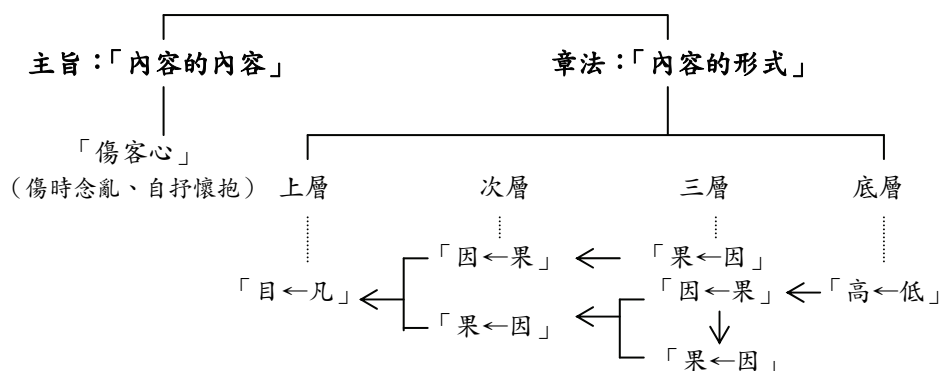 主旨：「內容的內容」 章法：「內容的形式」
「傷客心」
（傷時念亂、自抒懷抱） 上層 次層 三層 底層
「因←果」 「果←因」
「目←凡」 「因←果」 「高←低」
「果←因」
「果←因」